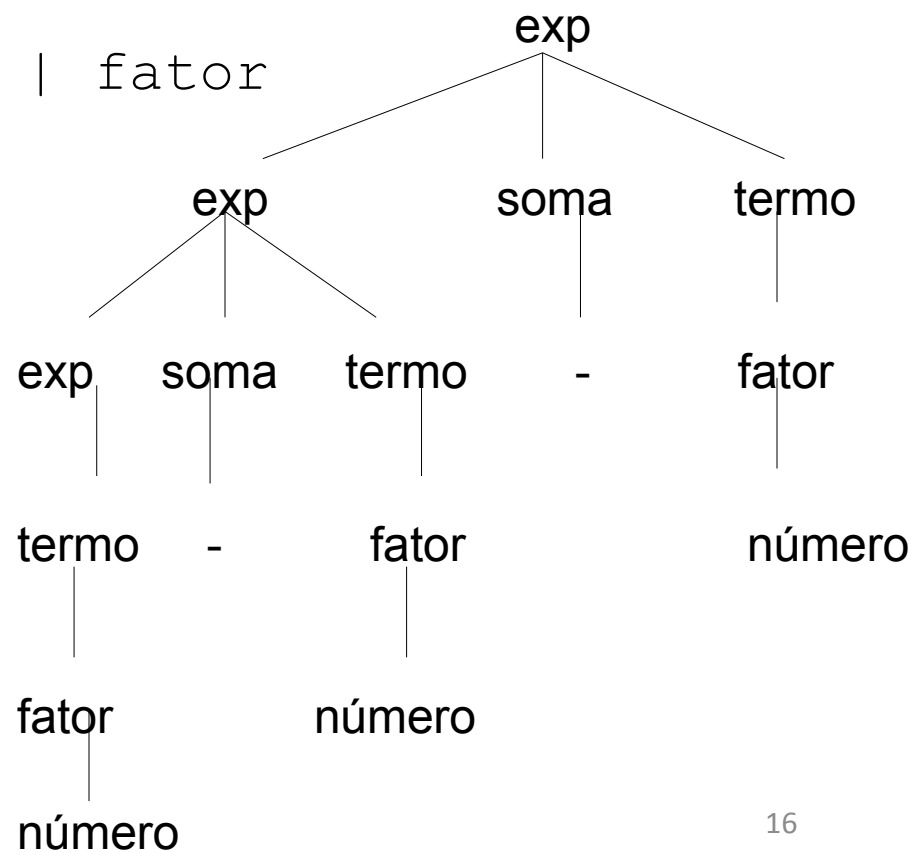 exp
| fator
exp soma termo
exp soma termo - fator
termo - fator número
fator número
número
16